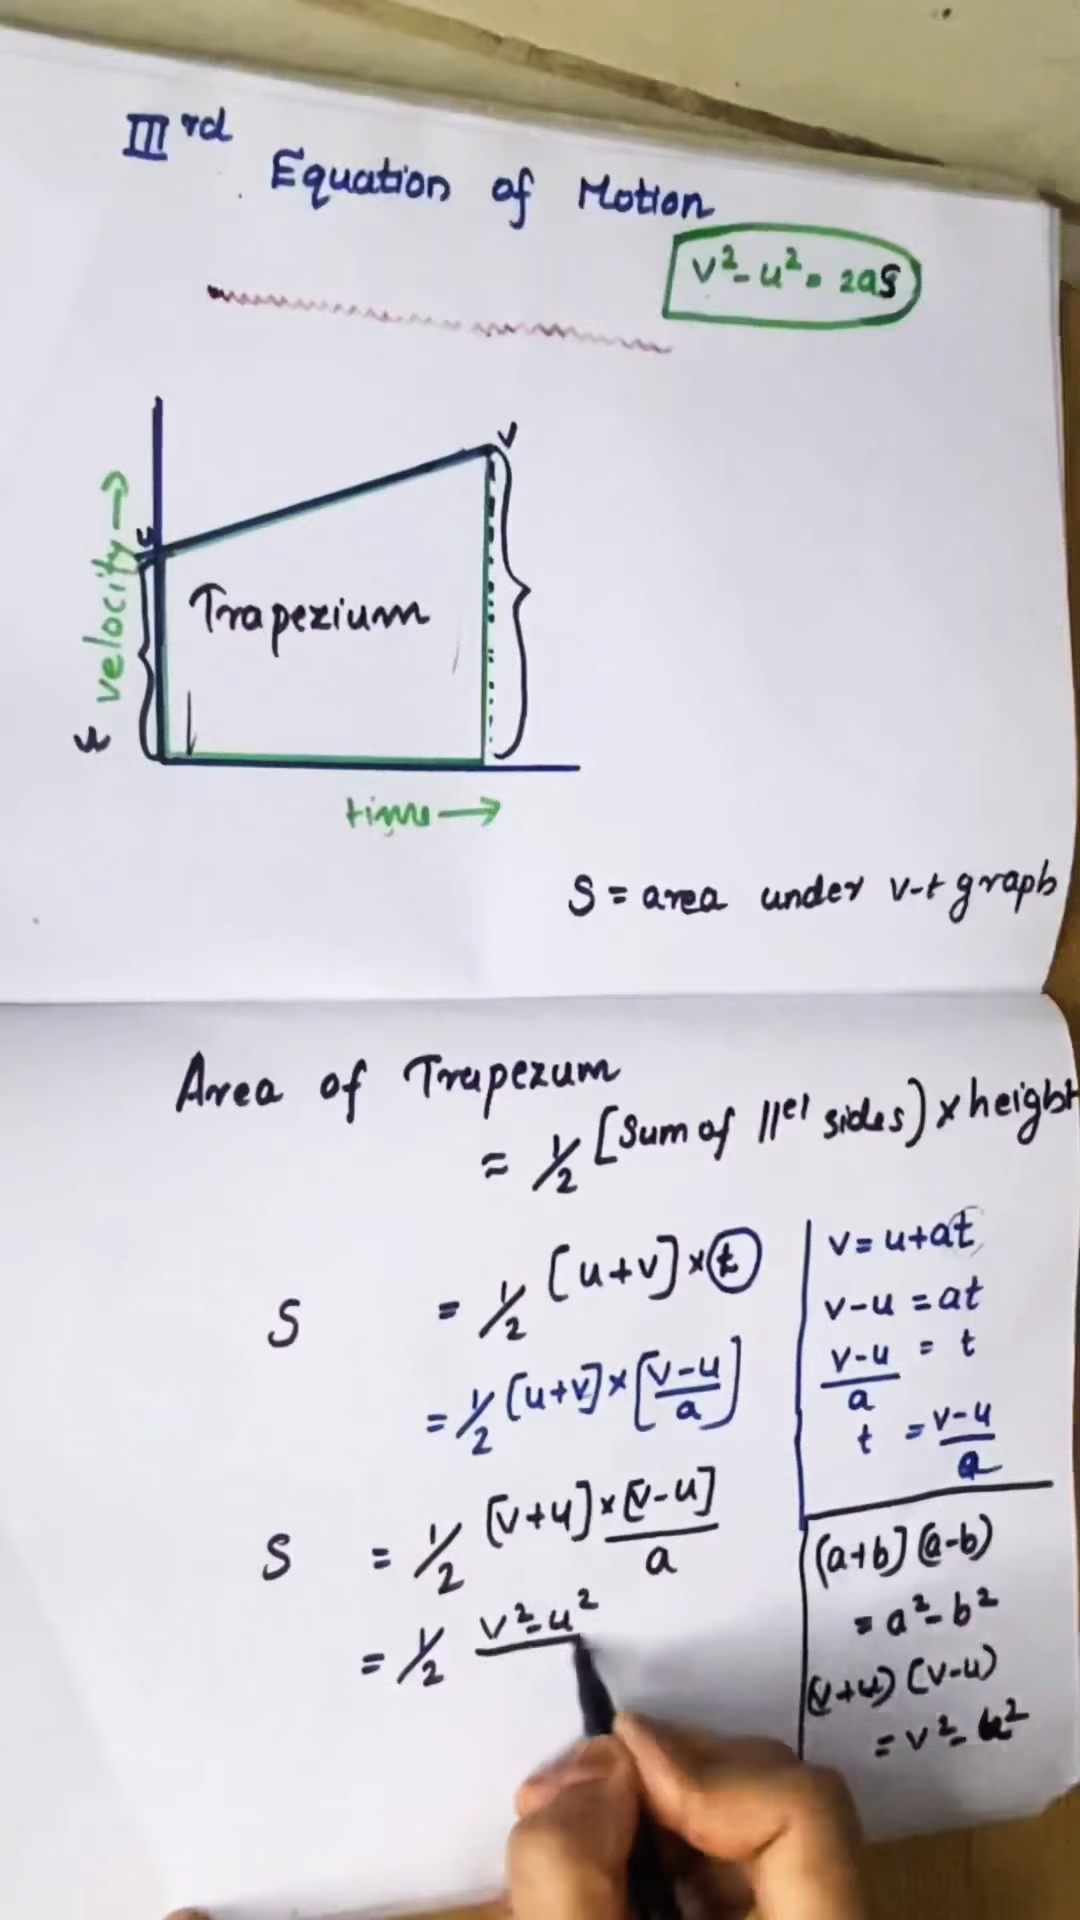 IIIrd
Equation of Motion
v²-u² = 2as
v
u
velocity →
Trapezium
u
time →
S = area under v-t graph
Area of Trapezum
= 1/2 [Sum of ||el sides) × height
S = 1/2 [u+v] × t
= 1/2 [u+v] × [v-u/a]
S = 1/2 [v+u] × [v-u]/a
= 1/2 v²-u²
v = u+at
v-u = at
v-u/a = t
t = v-u/a
(a+b] (a-b)
= a²-b²
(v+u) (v-u)
= v²-u²